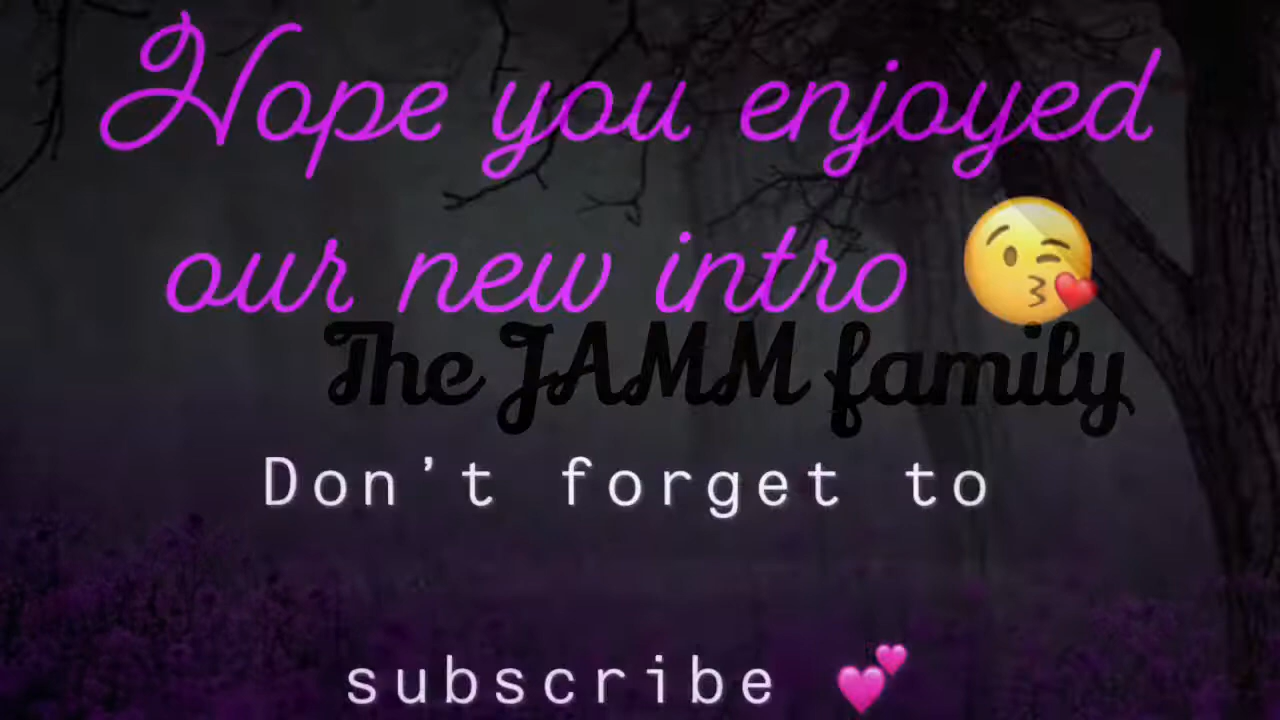 Hope you enjoyed
our new intro 😘
The JAMM family
Don't forget to
subscribe 💕